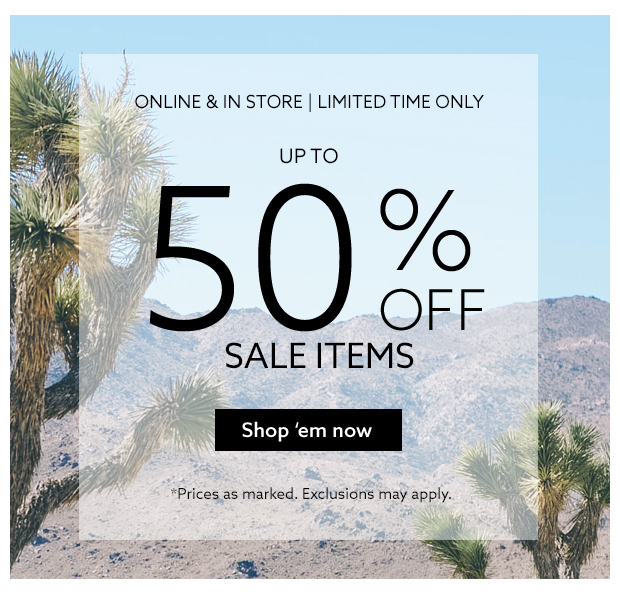 ONLINE & IN STORE | LIMITED TIME ONLY
UP TO
50%
OFF
SALE ITEMS
Shop ‘em now
*Prices as marked. Exclusions may apply.